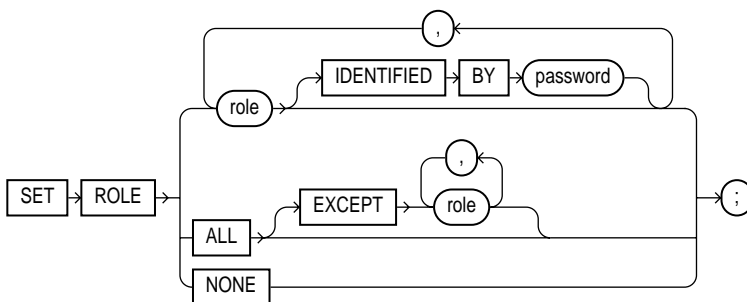 ,
IDENTIFIED BY password
role
,
SET ROLE
EXCEPT role
;
ALL
NONE